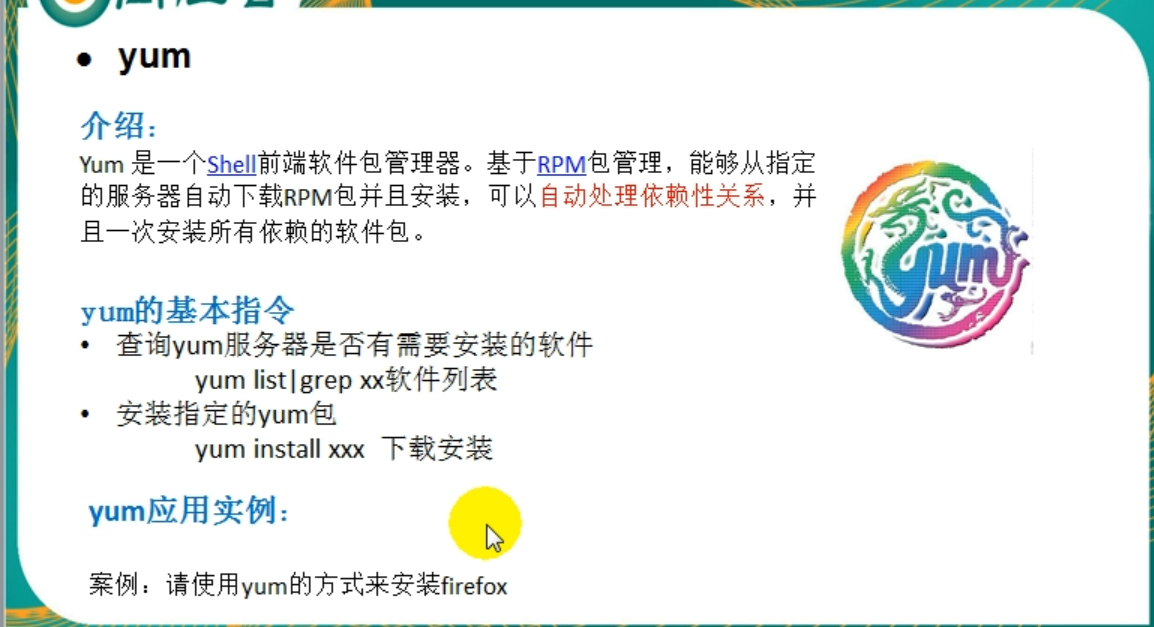 yum
介绍：
Yum 是一个Shell前端软件包管理器。基于RPM包管理，能够从指定
的服务器自动下载RPM包并且安装，可以自动处理依赖性关系，并
且一次安装所有依赖的软件包。
yum
yum的基本指令
• 查询yum服务器是否有需要安装的软件
yum list|grep xx软件列表
• 安装指定的yum包
yum install xxx 下载安装
yum应用实例：
案例：请使用yum的方式来安装firefox